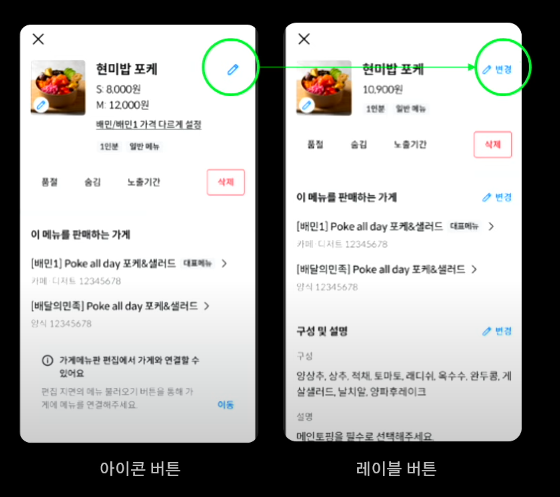 현미밥 포케
S: 8,000원
M: 12,000원
배민/배민1 가격 다르게 설정
1인분 일반 메뉴
품절 숨김 노출기간 삭제
이 메뉴를 판매하는 가게
[배민1] Poke all day 포케&샐러드 대표메뉴
카페·디저트 12345678
[배달의민족] Poke all day 포케&샐러드
양식 12345678
가게메뉴판 편집에서 가게와 연결할 수
있어요
편집 지면의 메뉴 불러오기 버튼을 통해 가
게에 메뉴를 연결해주세요.
이동
아이콘 버튼
현미밥 포케
변경
10,900원
1인분 일반 메뉴
품절 숨김 노출기간 삭제
이 메뉴를 판매하는 가게 변경
[배민1] Poke all day 포케&샐러드 대표메뉴
카페·디저트 12345678
[배달의민족] Poke all day 포케&샐러드
양식 12345678
구성 및 설명 변경
구성
양상추, 상추, 적채, 토마토, 래디쉬, 옥수수, 완두콩, 게
살샐러드, 날치알, 양파후레이크
설명
메인토핑을 필수로 선택해주세요.
레이블 버튼